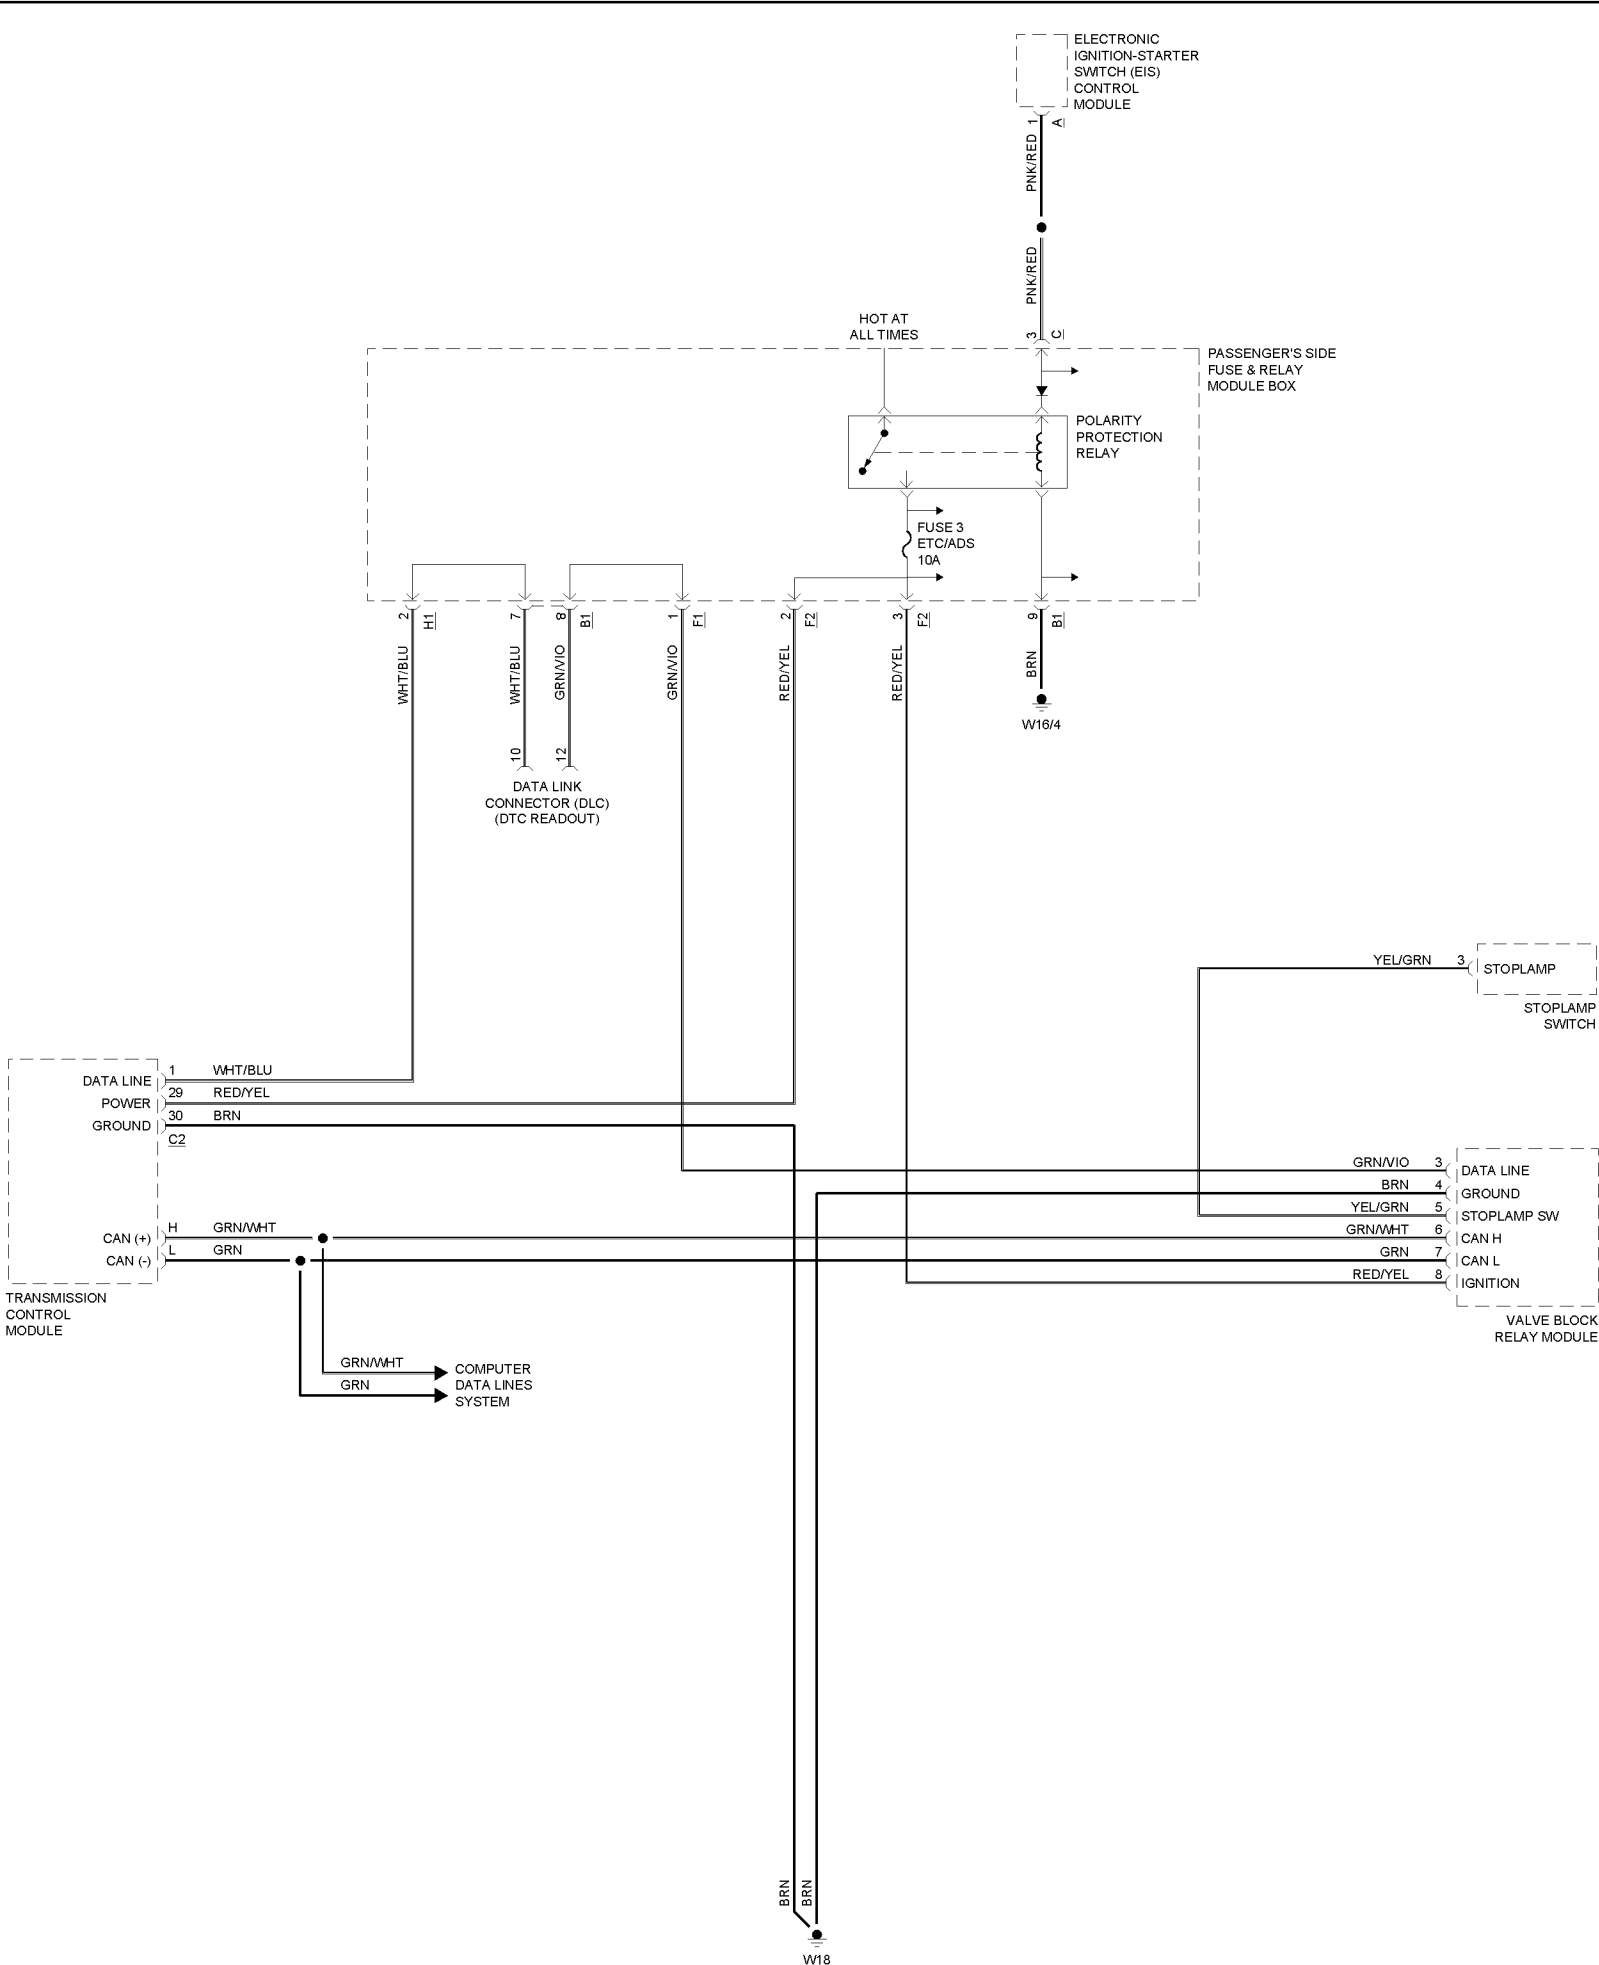 ELECTRONIC
IGNITION-STARTER
SWITCH (EIS)
CONTROL
MODULE
1
A
PNK/RED
PNK/RED
3
C
HOT AT
ALL TIMES
PASSENGER'S SIDE
FUSE & RELAY
MODULE BOX
POLARITY
PROTECTION
RELAY
FUSE 3
ETC/ADS
10A
2
H1
7
8
B1
1
F1
2
F2
3
F2
9
B1
WHT/BLU
WHT/BLU
GRN/VIO
GRN/VIO
RED/YEL
RED/YEL
BRN
W16/4
10
12
DATA LINK
CONNECTOR (DLC)
(DTC READOUT)
YEL/GRN
3
STOPLAMP
STOPLAMP
SWITCH
DATA LINE
1
WHT/BLU
POWER
29
RED/YEL
GROUND
30
BRN
C2
CAN (+)
H
GRN/WHT
CAN (-)
L
GRN
TRANSMISSION
CONTROL
MODULE
GRN/VIO
3
DATA LINE
BRN
4
GROUND
YEL/GRN
5
STOPLAMP SW
GRN/WHT
6
CAN H
GRN
7
CAN L
RED/YEL
8
IGNITION
VALVE BLOCK
RELAY MODULE
GRN/WHT
GRN
COMPUTER
DATA LINES
SYSTEM
BRN
BRN
W18